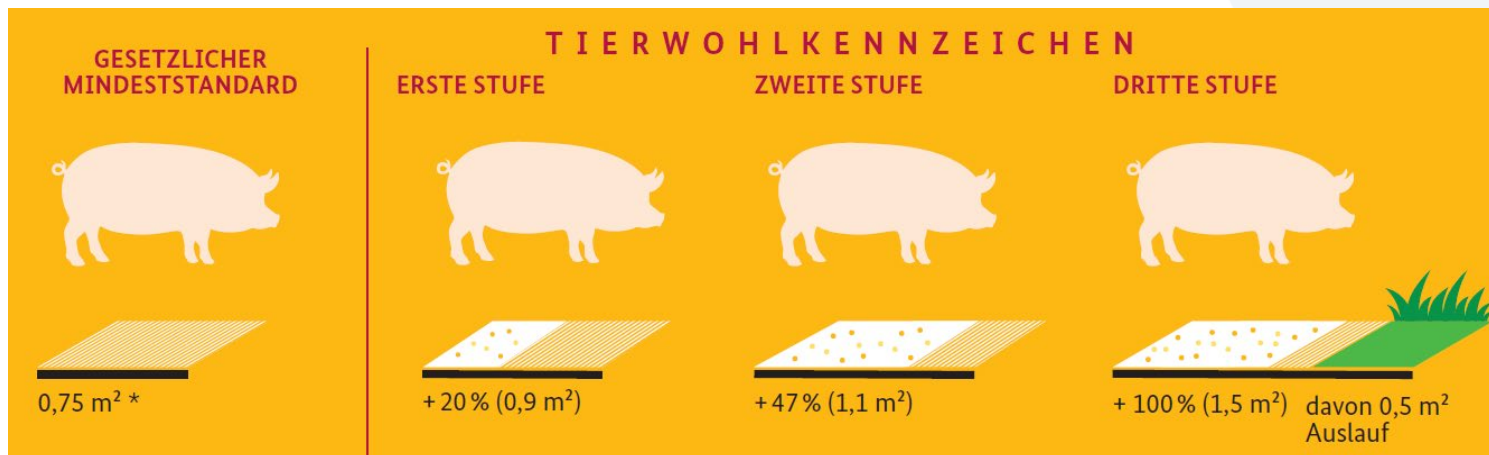 TIERWOHLKENNZEICHEN
GESETZLICHER
MINDESTSTANDARD
ERSTE STUFE
ZWEITE STUFE
DRITTE STUFE
0,75 m² *
+ 20 % (0,9 m²)
+ 47 % (1,1 m²)
+ 100 % (1,5 m²)
davon 0,5 m²
Auslauf